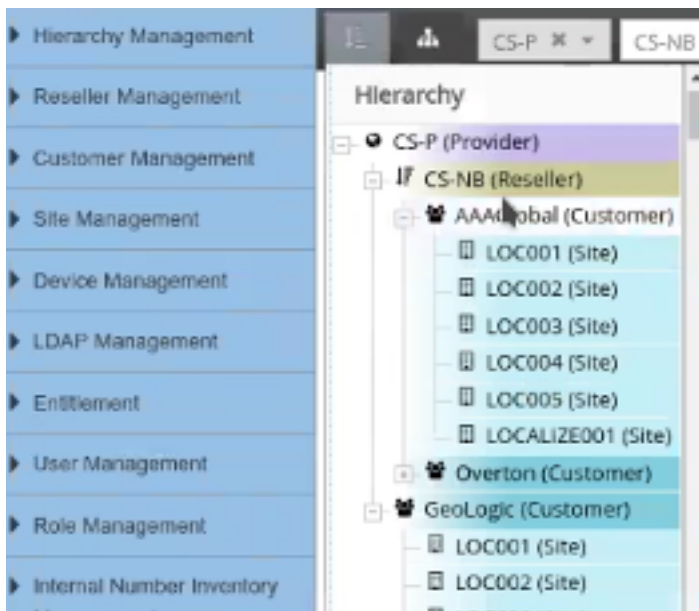 Hierarchy Management
Reseller Management
Customer Management
Site Management
Device Management
LDAP Management
Entitlement
User Management
Role Management
Internal Number Inventory
CS-P
CS-NB
Hierarchy
CS-P (Provider)
CS-NB (Reseller)
AAAGlobal (Customer)
LOC001 (Site)
LOC002 (Site)
LOC003 (Site)
LOC004 (Site)
LOC005 (Site)
LOCALIZE001 (Site)
Overton (Customer)
GeoLogic (Customer)
LOC001 (Site)
LOC002 (Site)